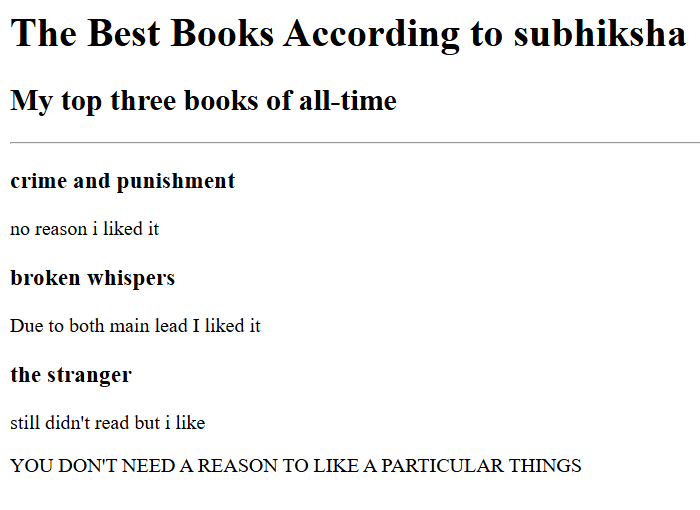 The Best Books According to subhiksha
My top three books of all-time
crime and punishment
no reason i liked it
broken whispers
Due to both main lead I liked it
the stranger
still didn't read but i like
YOU DON'T NEED A REASON TO LIKE A PARTICULAR THINGS